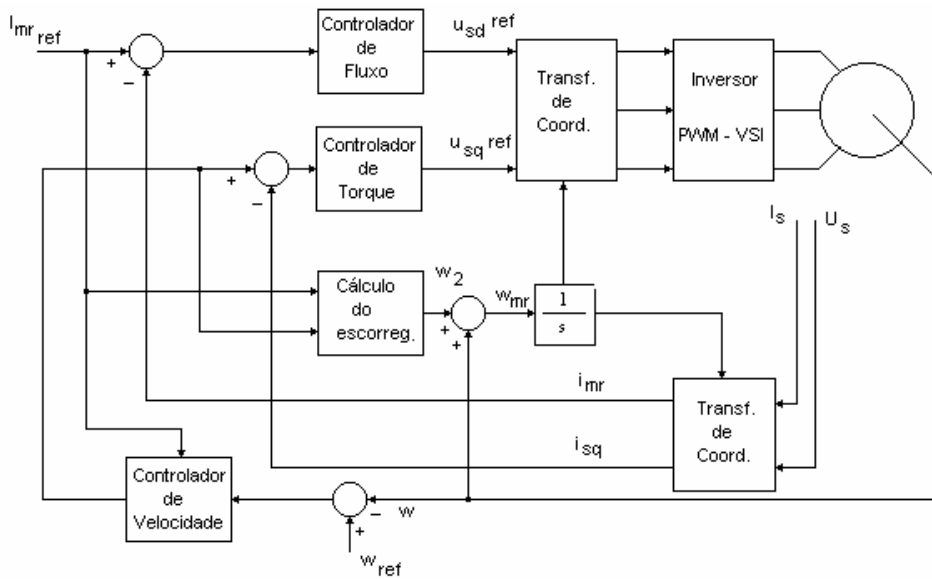 I mr ref
+
−
Controlador
de
Fluxo
u sd ref
Transf.
de
Coord.
Inversor
PWM - VSI
+
−
Controlador
de
Torque
u sq ref
I s
U s
Cálculo
do
escorreg.
w 2
+
+
w mr
1
s
i mr
i sq
Transf.
de
Coord.
Controlador
de
Velocidade
−
+
w
w ref